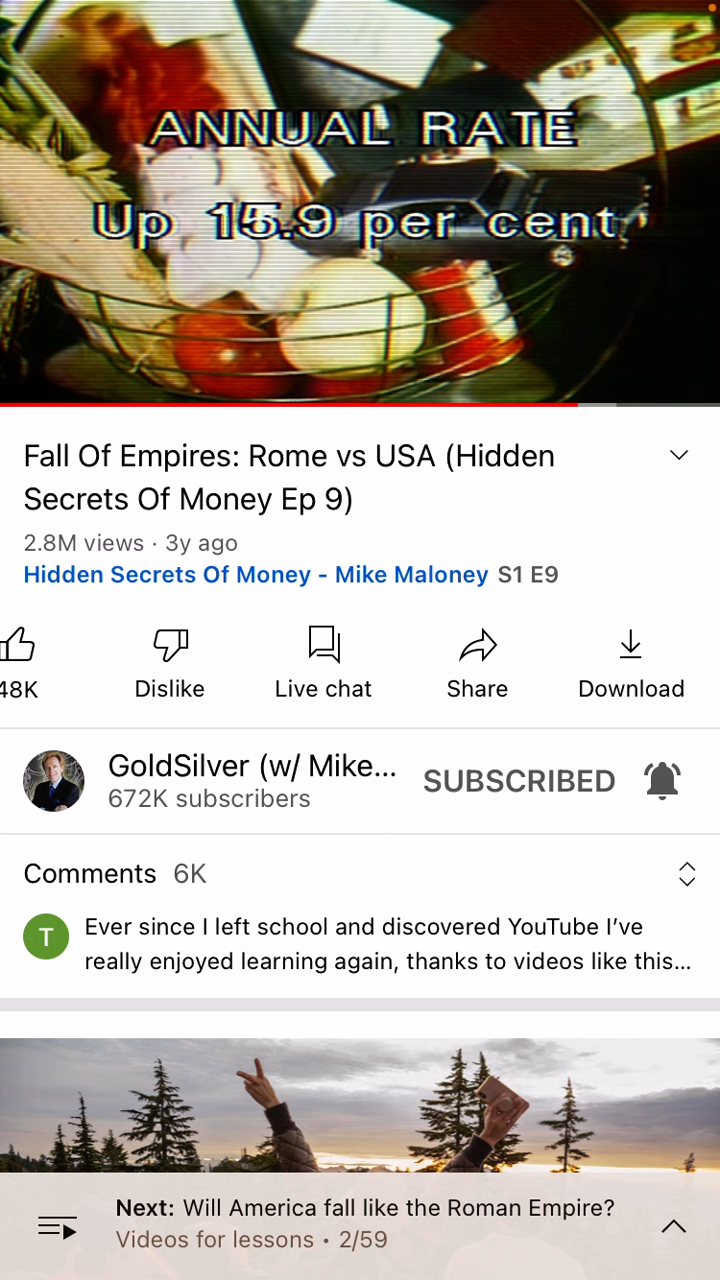 ANNUAL RATE
Up 15.9 per cent
Fall Of Empires: Rome vs USA (Hidden
Secrets Of Money Ep 9)
2.8M views · 3y ago
Hidden Secrets Of Money - Mike Maloney S1 E9
48K
Dislike
Live chat
Share
Download
GoldSilver (w/ Mike...
672K subscribers
SUBSCRIBED
Comments 6K
T
Ever since I left school and discovered YouTube I’ve
really enjoyed learning again, thanks to videos like this...
Next: Will America fall like the Roman Empire?
Videos for lessons • 2/59